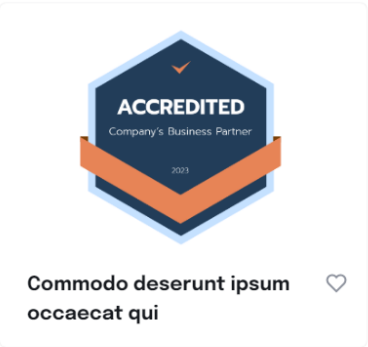 ACCREDITED
Company's Business Partner
2023
Commodo deserunt ipsum
occaecat qui